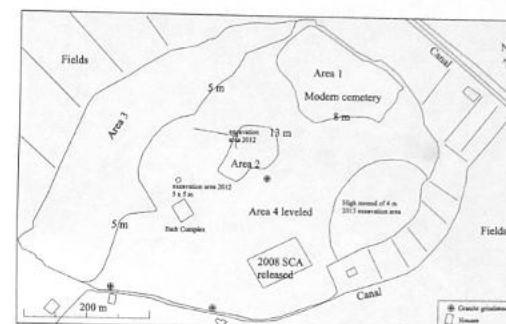 Fields
Canal
N
Area 1
Modern cemetery
5 m
8 m
Area 3
excavation
area 2012
13 m
Area 2
excavation area 2012
5 x 5 m
High mound of 4 m
2013 excavation area
Area 4 leveled
5 m
Bath Complex
Fields
2008 SCA
released
Canal
200 m
Granite grindstone
Houses